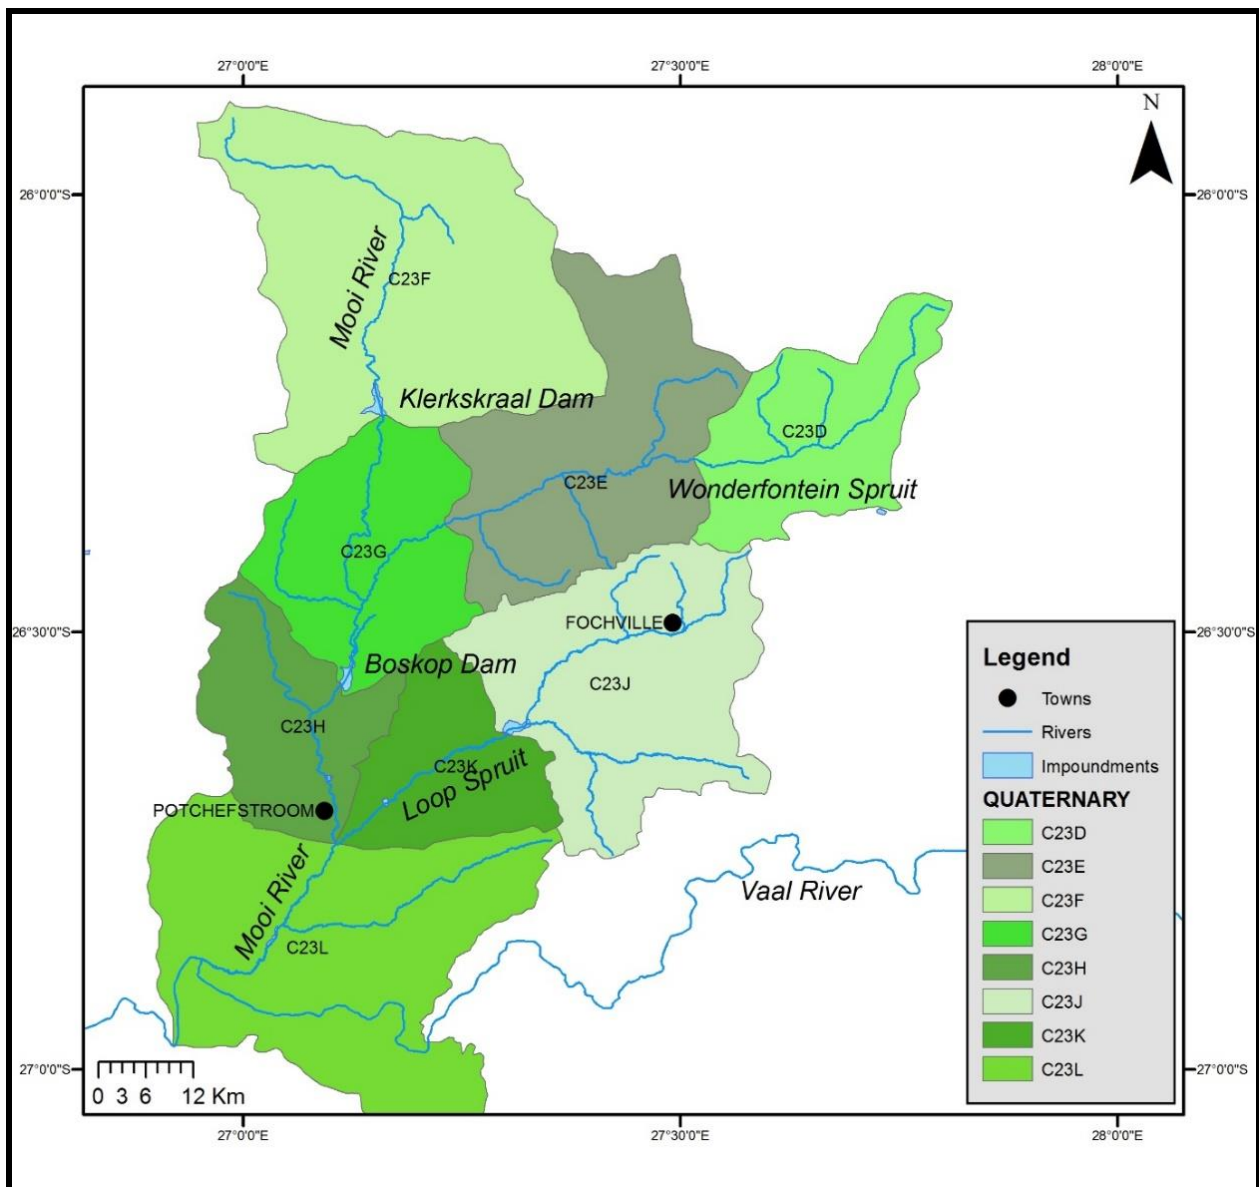 27°0'0"E
27°30'0"E
28°0'0"E
N
26°0'0"S
26°0'0"S
Mooi River
C23F
Klerkskraal Dam
C23D
C23E
Wonderfontein Spruit
C23G
FOCHVILLE
26°30'0"S
26°30'0"S
Boskop Dam
C23J
C23H
C23K
Loop Spruit
POTCHEFSTROOM
Mooi River
Vaal River
C23L
Legend
Towns
Rivers
Impoundments
QUATERNARY
C23D
C23E
C23F
C23G
C23H
C23J
C23K
C23L
27°0'0"S
27°0'0"S
0 3 6 12 Km
27°0'0"E
27°30'0"E
28°0'0"E